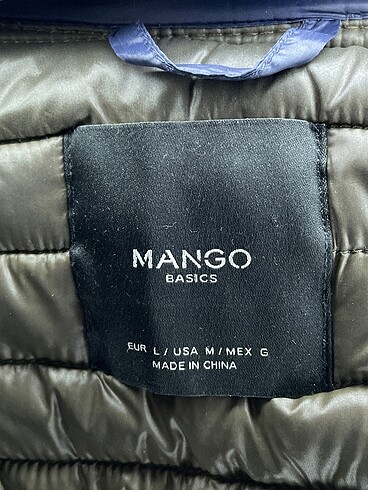 MANGO
BASICS
EUR L / USA M / MEX G
MADE IN CHINA